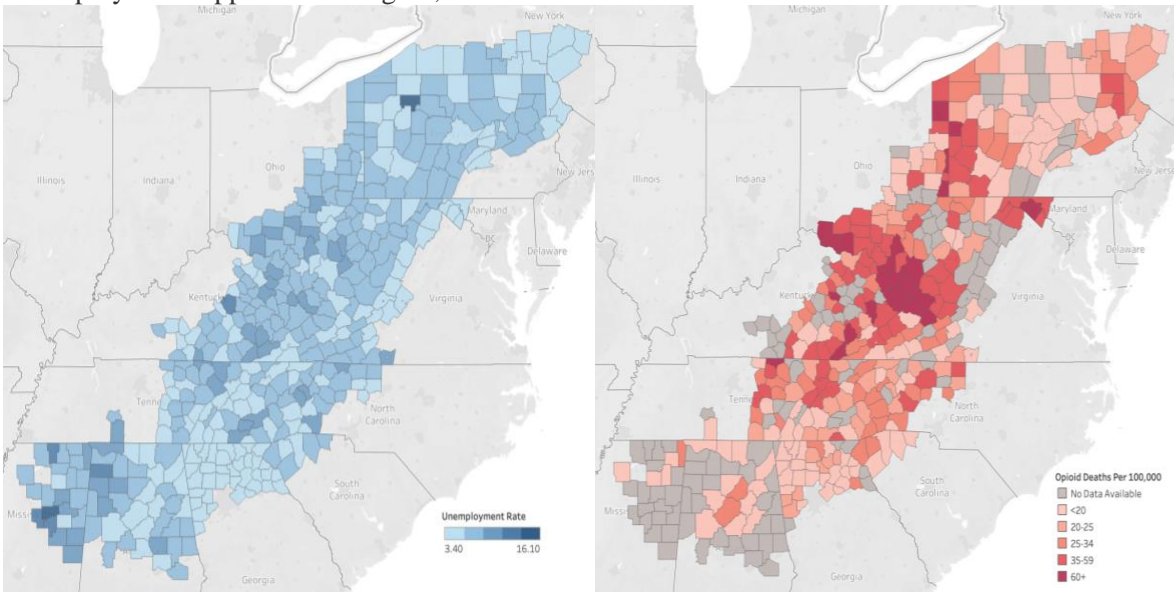 Michigan
New York
Illinois
Indiana
Ohio
New Jers
Maryland
DC
Delaware
Kentuc
Virginia
Tenne
North
Carolina
South
Carolina
Missi
Georgia
Unemployment Rate
3.40 16.10
Michigan
New York
Illinois
Indiana
Ohio
New Jers
Maryland
DC
Delaware
Kentuc
Virginia
Tenn
North
Carolina
South
Carolina
Missis
Georgia
Opioid Deaths Per 100,000
No Data Available
<20
20-25
25-34
35-59
60+